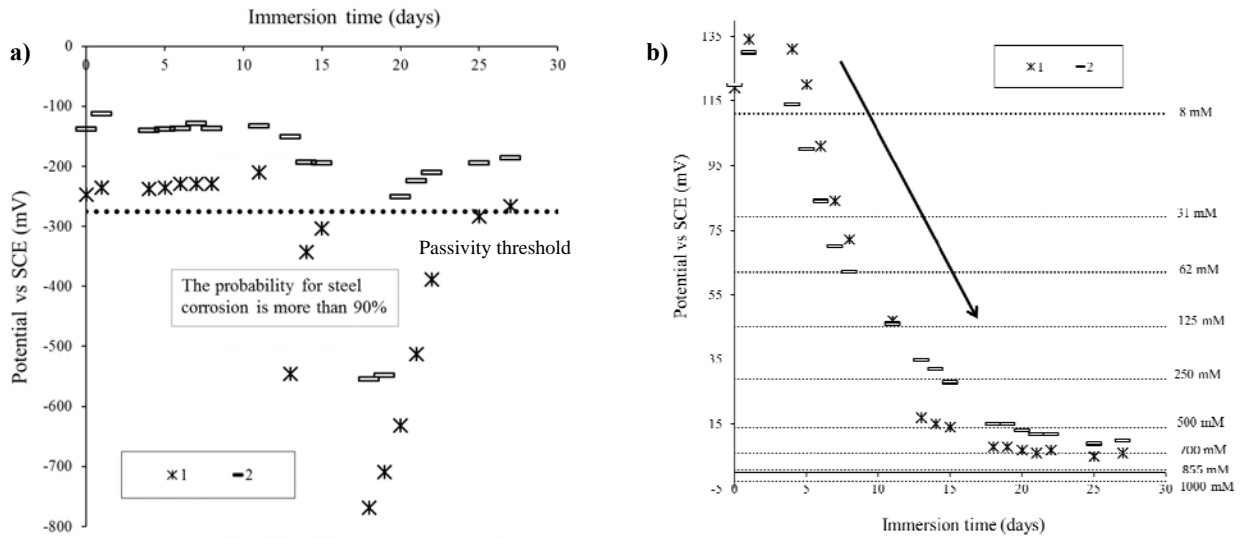 a)
Immersion time (days)
0
5
10
15
20
25
30
0
-100
-200
-300
-400
-500
-600
-700
-800
Potential vs SCE (mV)
Passivity threshold
The probability for steel
corrosion is more than 90%
1
2
b)
135
115
95
75
55
35
15
-5
Potential vs SCE (mV)
1
2
8 mM
31 mM
62 mM
125 mM
250 mM
500 mM
700 mM
855 mM
1000 mM
0
5
10
15
20
25
30
Immersion time (days)